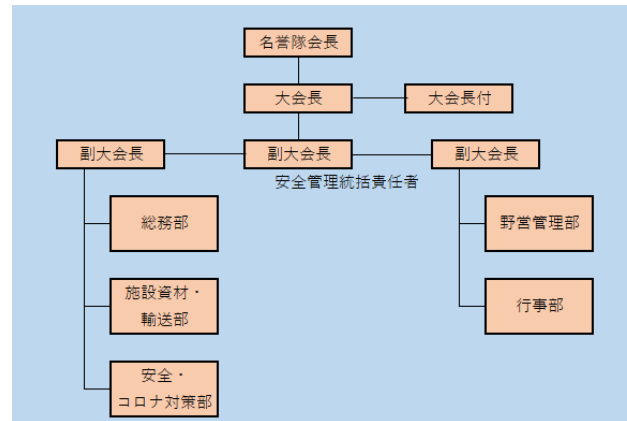 名誉隊会長
大会長
大会長付
副大会長
副大会長
副大会長
安全管理統括責任者
総務部
野営管理部
施設資材・
輸送部
行事部
安全・
コロナ対策部